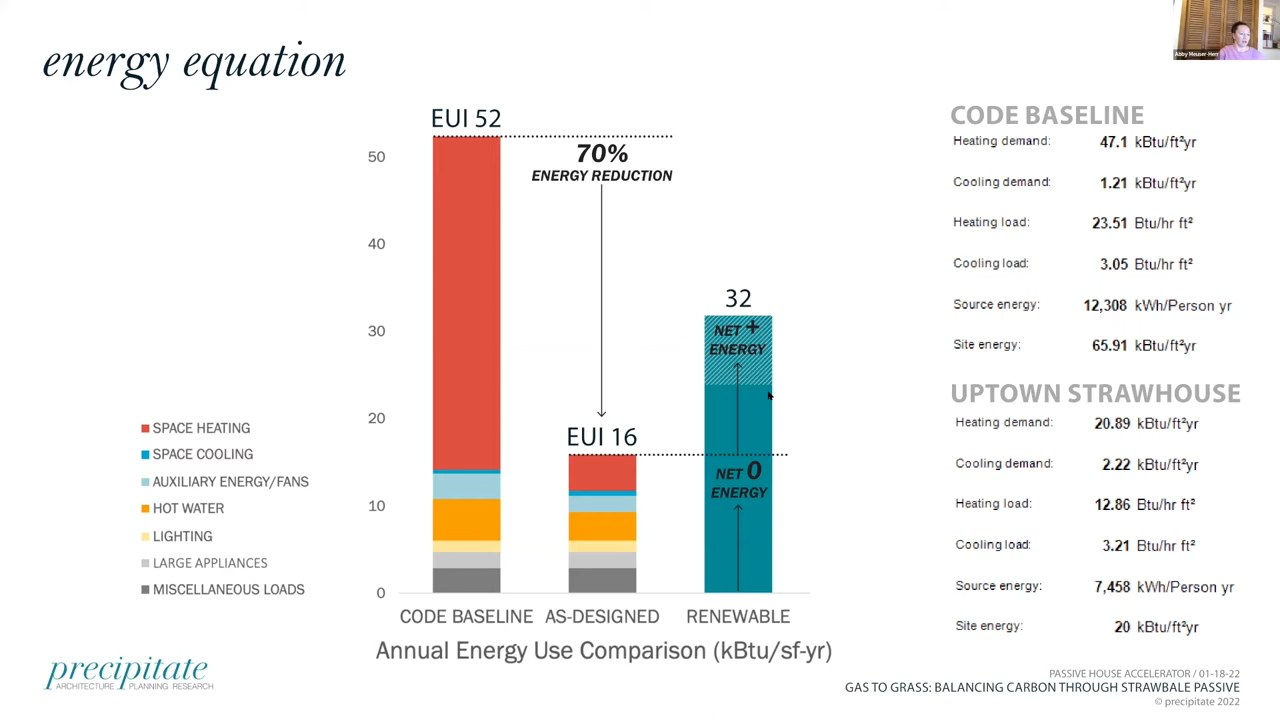 energy equation
Abby Meuser-Herr
EUI 52
50
40
30
20
10
0
70%
ENERGY REDUCTION
EUI 16
32
NET +
ENERGY
NET 0
ENERGY
SPACE HEATING
SPACE COOLING
AUXILIARY ENERGY/FANS
HOT WATER
LIGHTING
LARGE APPLIANCES
MISCELLANEOUS LOADS
CODE BASELINE AS-DESIGNED RENEWABLE
Annual Energy Use Comparison (kBtu/sf-yr)
CODE BASELINE
Heating demand: 47.1 kBtu/ft²yr
Cooling demand: 1.21 kBtu/ft²yr
Heating load: 23.51 Btu/hr ft²
Cooling load: 3.05 Btu/hr ft²
Source energy: 12,308 kWh/Person yr
Site energy: 65.91 kBtu/ft²yr
UPTOWN STRAWHOUSE
Heating demand: 20.89 kBtu/ft²yr
Cooling demand: 2.22 kBtu/ft²yr
Heating load: 12.86 Btu/hr ft²
Cooling load: 3.21 Btu/hr ft²
Source energy: 7,458 kWh/Person yr
Site energy: 20 kBtu/ft²yr
precipitate
ARCHITECTURE PLANNING RESEARCH
PASSIVE HOUSE ACCELERATOR / 01-18-22
GAS TO GRASS: BALANCING CARBON THROUGH STRAWBALE PASSIVE
© precipitate 2022